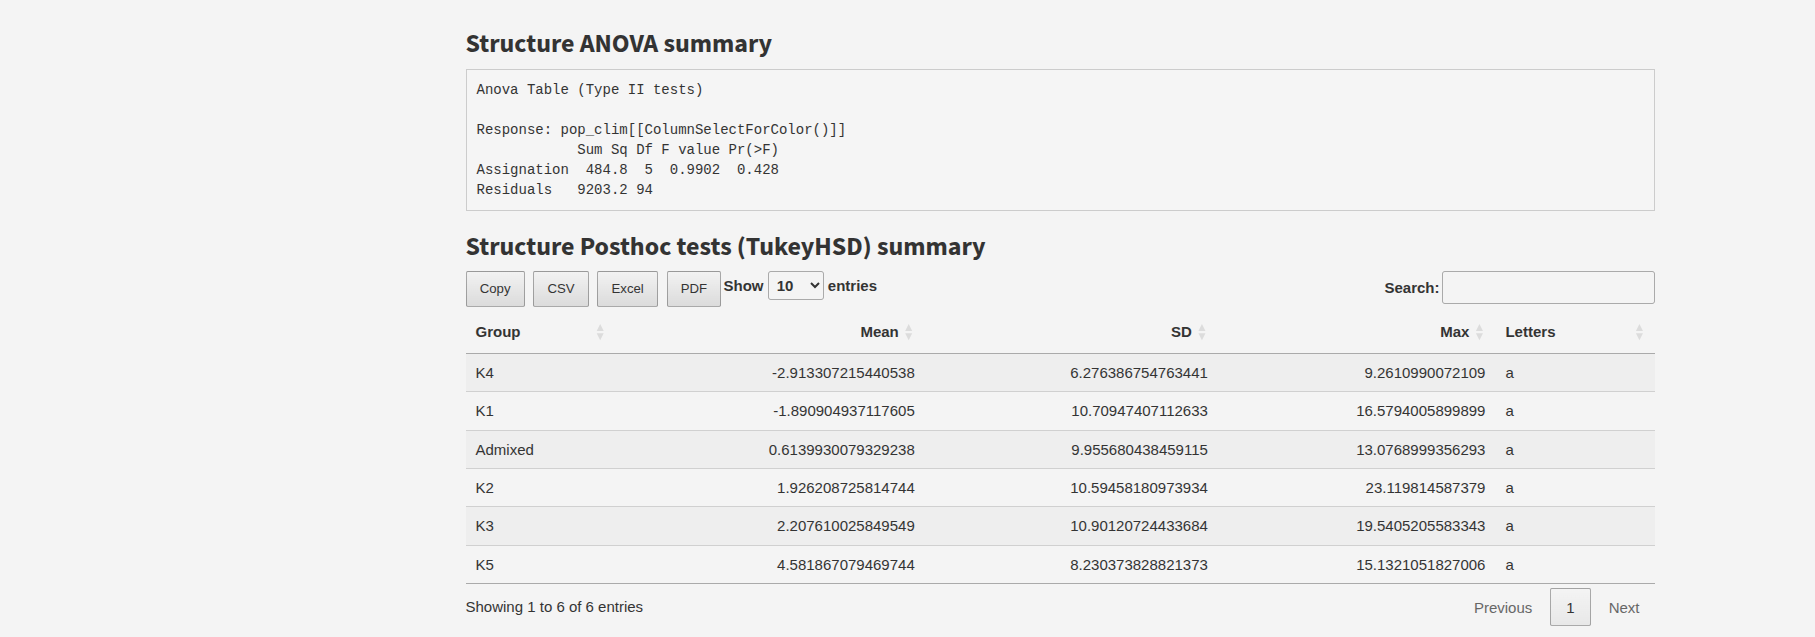 Structure ANOVA summary
Anova Table (Type II tests)
Response: pop_clim[[ColumnSelectForColor()]]
Sum Sq Df F value Pr(>F)
Assignation 484.8 5 0.9902 0.428
Residuals 9203.2 94
Structure Posthoc tests (TukeyHSD) summary
Copy CSV Excel PDF Show 10 entries Search:
Group Mean SD Max Letters
K4 -2.913307215440538 6.276386754763441 9.2610990072109 a
K1 -1.890904937117605 10.70947407112633 16.5794005899899 a
Admixed 0.6139930079329238 9.955680438459115 13.0768999356293 a
K2 1.926208725814744 10.59458180973934 23.119814587379 a
K3 2.207610025849549 10.90120724433684 19.5405205583343 a
K5 4.581867079469744 8.230373828821373 15.1321051827006 a
Showing 1 to 6 of 6 entries Previous 1 Next